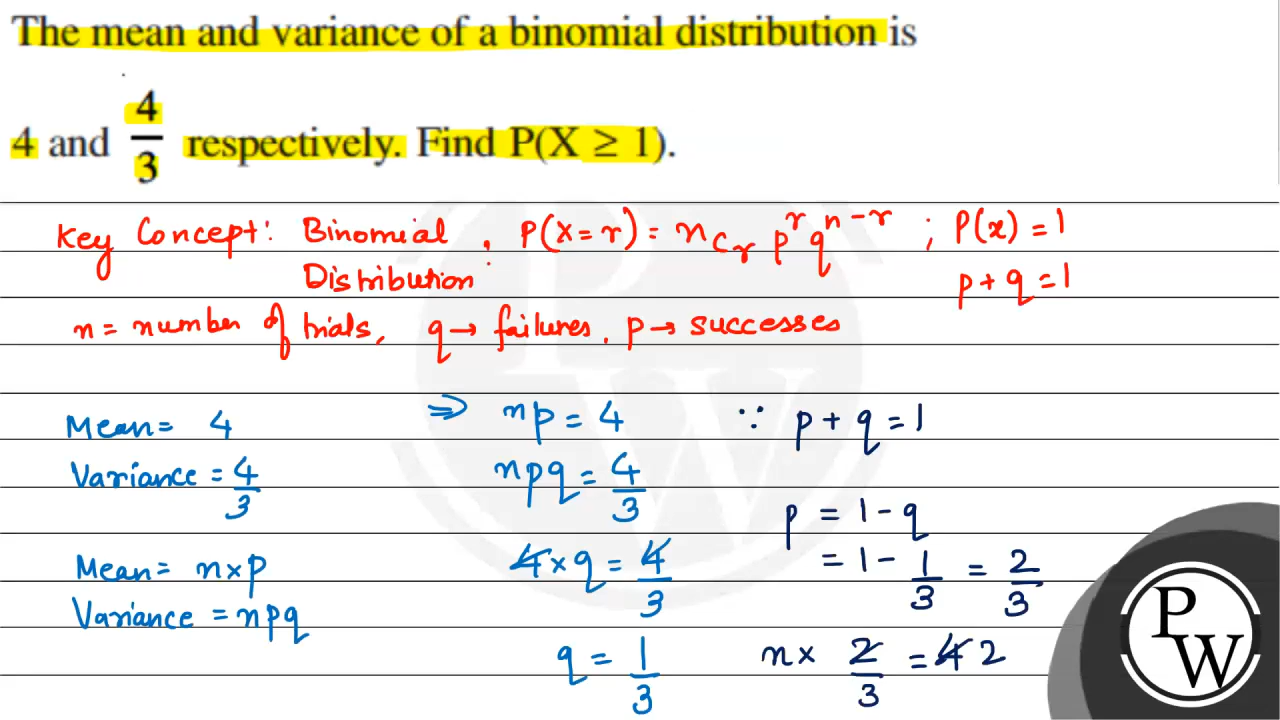 The mean and variance of a binomial distribution is
4 and 4/3 respectively. Find P(X ≥ 1).
Key Concept: Binomial Distribution, P(X=r) = nCr p^r q^n-r ; P(x) = 1
p + q = 1
n = number of trials, q → failures, p → successes
Mean = 4
Variance = 4/3
Mean = n×p
Variance = npq
⇒ np = 4
npq = 4/3
4×q = 4/3
q = 1/3
∵ p + q = 1
p = 1 - q
= 1 - 1/3 = 2/3
n× 2/3 = 4 2
P
W
PW